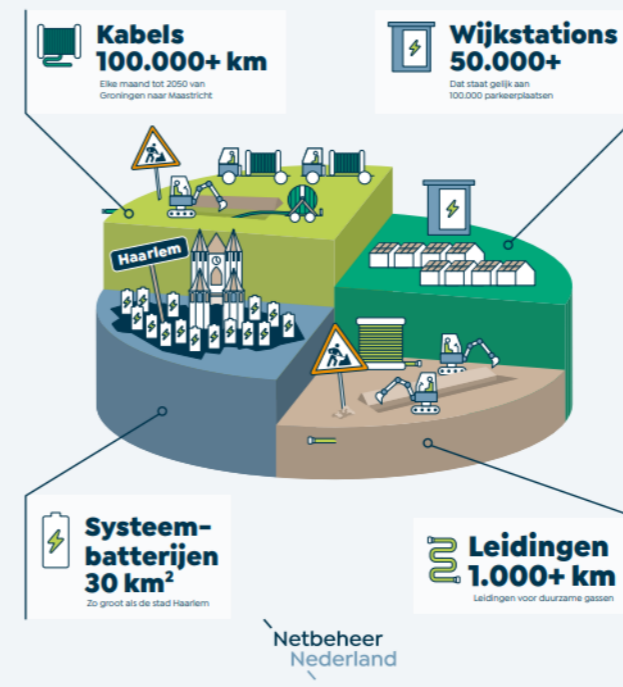 Kabels
100.000+ km
Elke maand tot 2050 van
Groningen naar Maastricht
Wijkstations
50.000+
Dat staat gelijk aan
100.000 parkeerplaatsen
Haarlem
Systeem-
batterijen
30 km²
Zo groot als de stad Haarlem
Leidingen
1.000+ km
Leidingen voor duurzame gassen
Netbeheer
Nederland